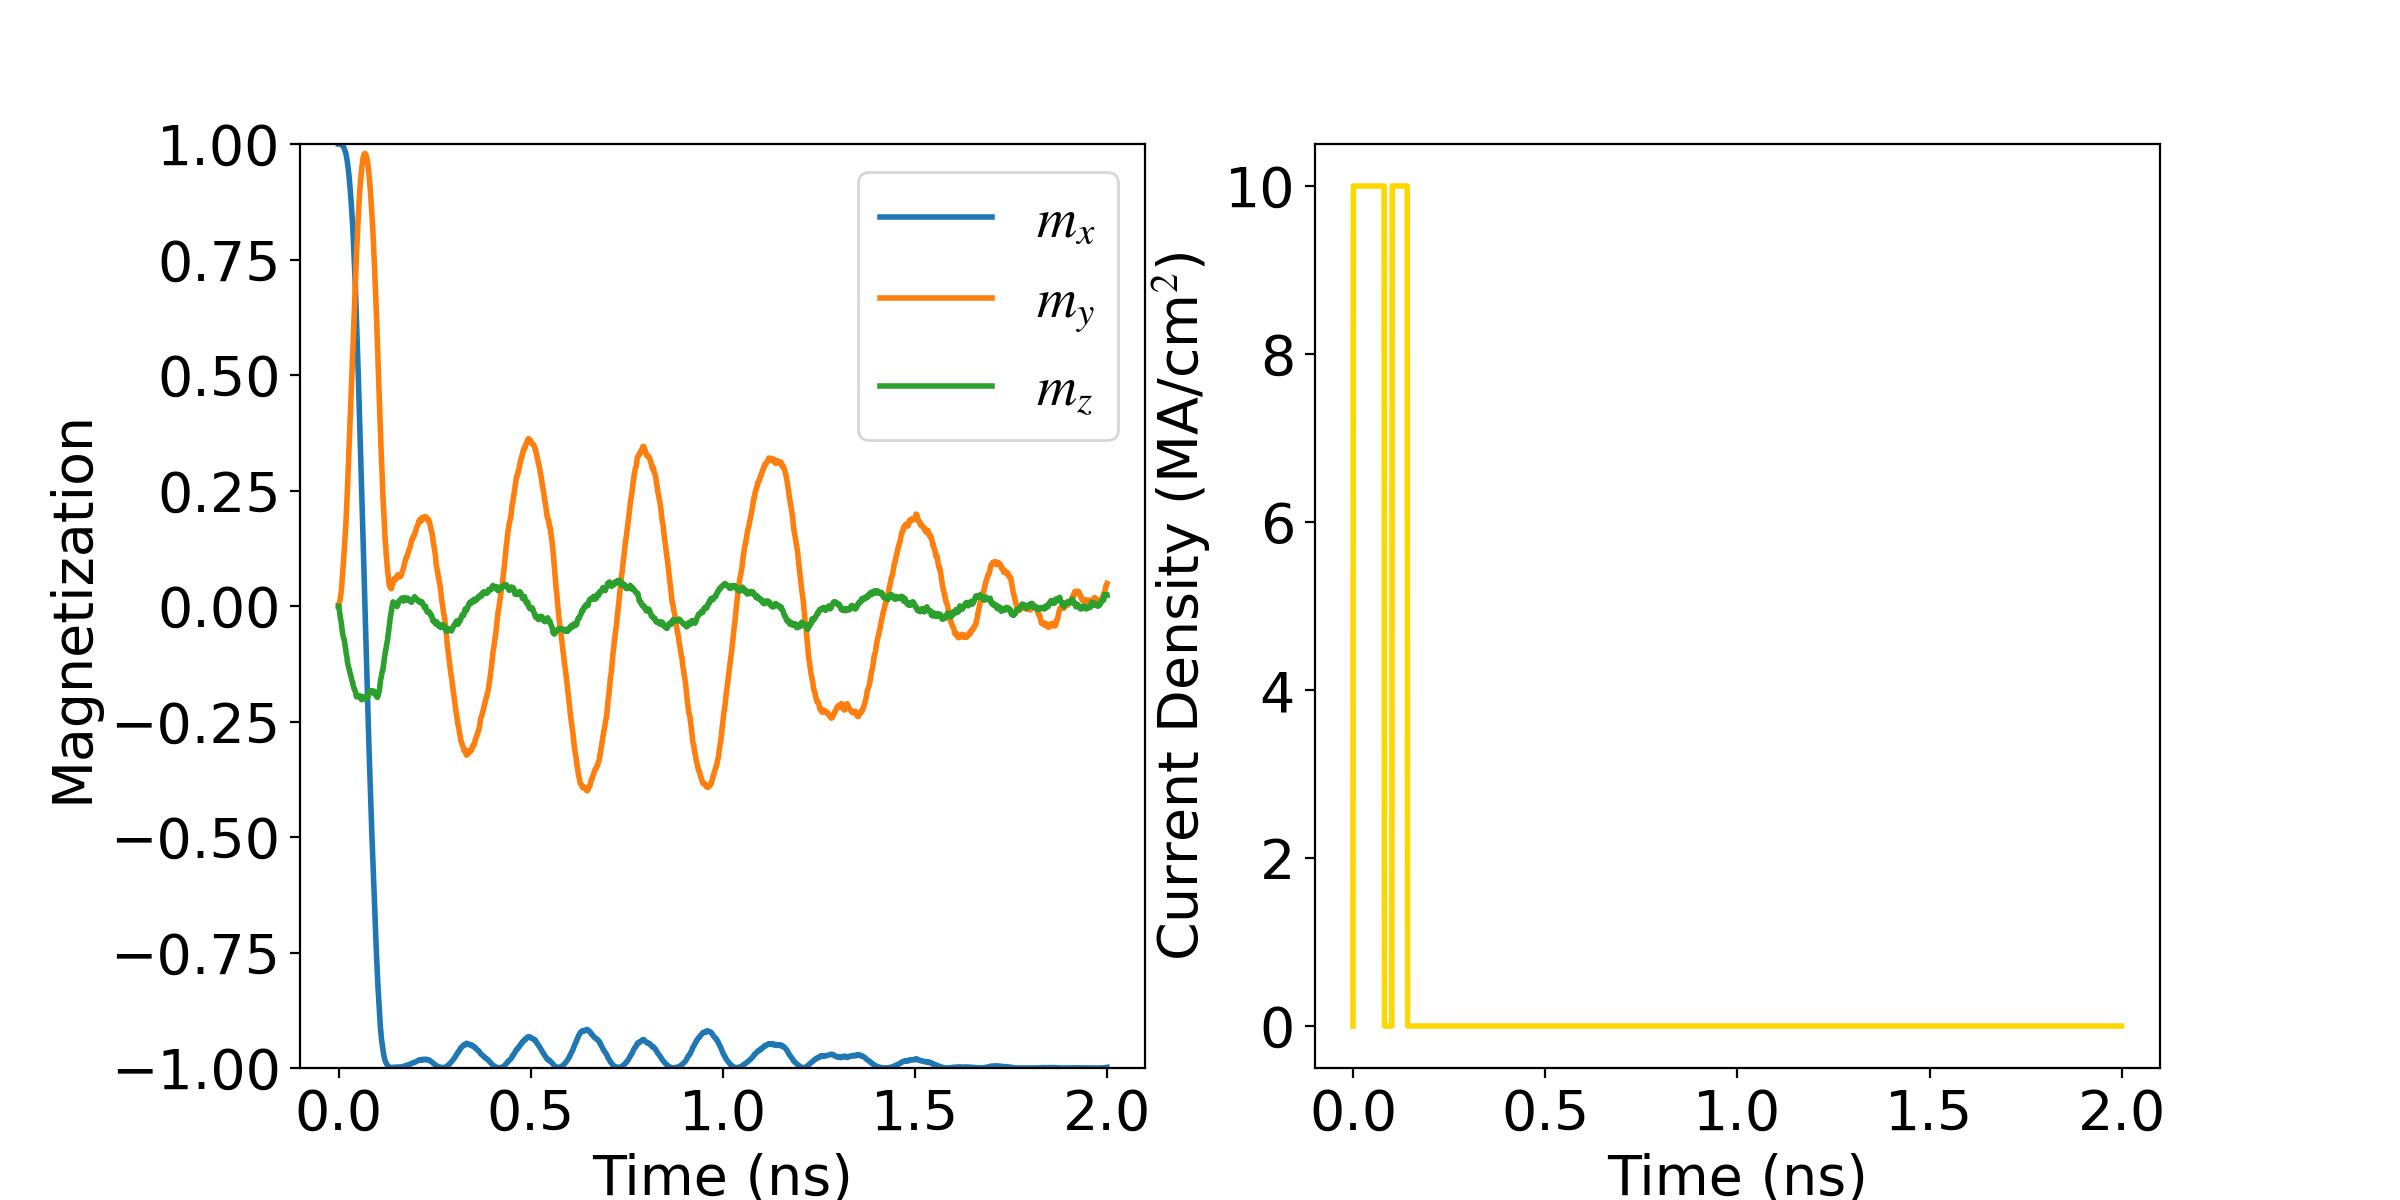 Magnetization
1.00
0.75
0.50
0.25
0.00
−0.25
−0.50
−0.75
−1.00
0.0 0.5 1.0 1.5 2.0
Time (ns)
m_x
m_y
m_z
Current Density (MA/cm²)
10
8
6
4
2
0
0.0 0.5 1.0 1.5 2.0
Time (ns)